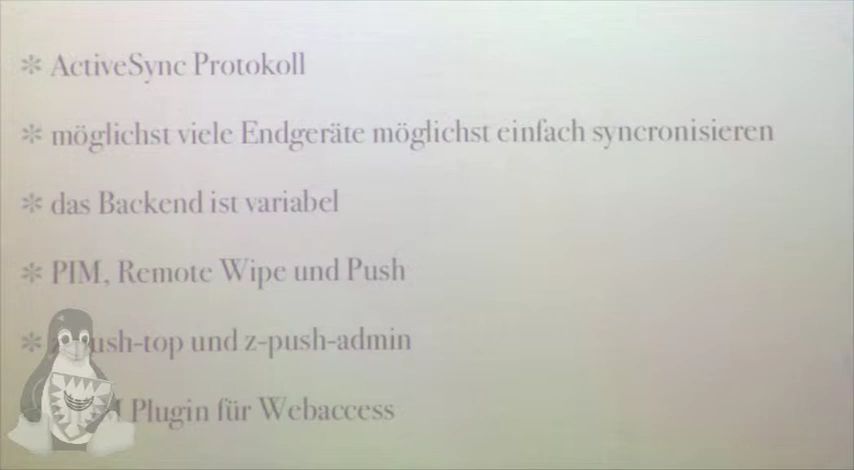 * ActiveSync Protokoll
* möglichst viele Endgeräte möglichst einfach syncronisieren
* das Backend ist variabel
* PIM, Remote Wipe und Push
* und z-push-admin
* Plugin für Webaccess